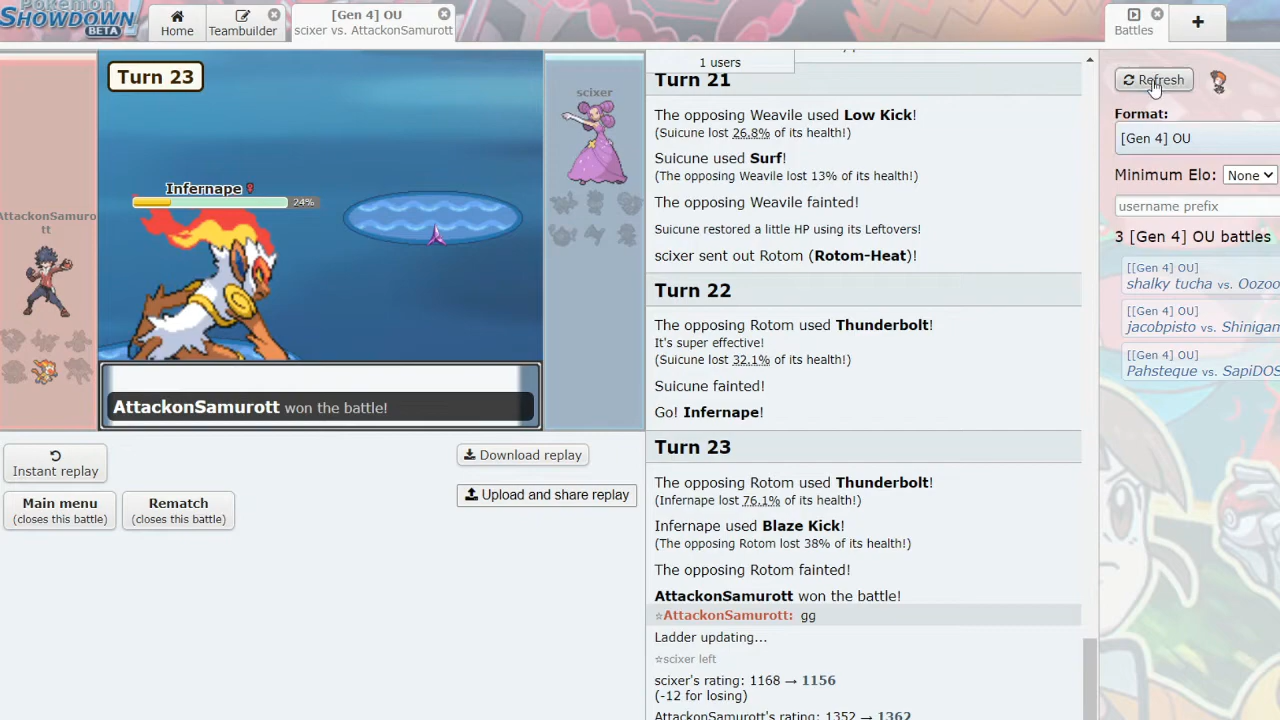 Pokémon
SHOWDOWN
BETA
Home
Teambuilder
[Gen 4] OU
scixer vs. AttackonSamurott
Battles
Turn 23
AttackonSamuro
tt
Infernape
24%
scixer
AttackonSamurott won the battle!
Instant replay
Download replay
Upload and share replay
Main menu
(closes this battle)
Rematch
(closes this battle)
1 users
Turn 21
The opposing Weavile used Low Kick!
(Suicune lost 26.8% of its health!)
Suicune used Surf!
(The opposing Weavile lost 13% of its health!)
The opposing Weavile fainted!
Suicune restored a little HP using its Leftovers!
scixer sent out Rotom (Rotom-Heat)!
Turn 22
The opposing Rotom used Thunderbolt!
It's super effective!
(Suicune lost 32.1% of its health!)
Suicune fainted!
Go! Infernape!
Turn 23
The opposing Rotom used Thunderbolt!
(Infernape lost 76.1% of its health!)
Infernape used Blaze Kick!
(The opposing Rotom lost 38% of its health!)
The opposing Rotom fainted!
AttackonSamurott won the battle!
☆AttackonSamurott: gg
Ladder updating...
☆scixer left
scixer's rating: 1168 → 1156
(-12 for losing)
AttackonSamurott's rating: 1352 → 1362
Refresh
Format:
[Gen 4] OU
Minimum Elo: None
username prefix
3 [Gen 4] OU battles
[[Gen 4] OU]
shalky tucha vs. Oozoo
[[Gen 4] OU]
jacobpisto vs. Shinigan
[[Gen 4] OU]
Pahsteque vs. SapiDOS